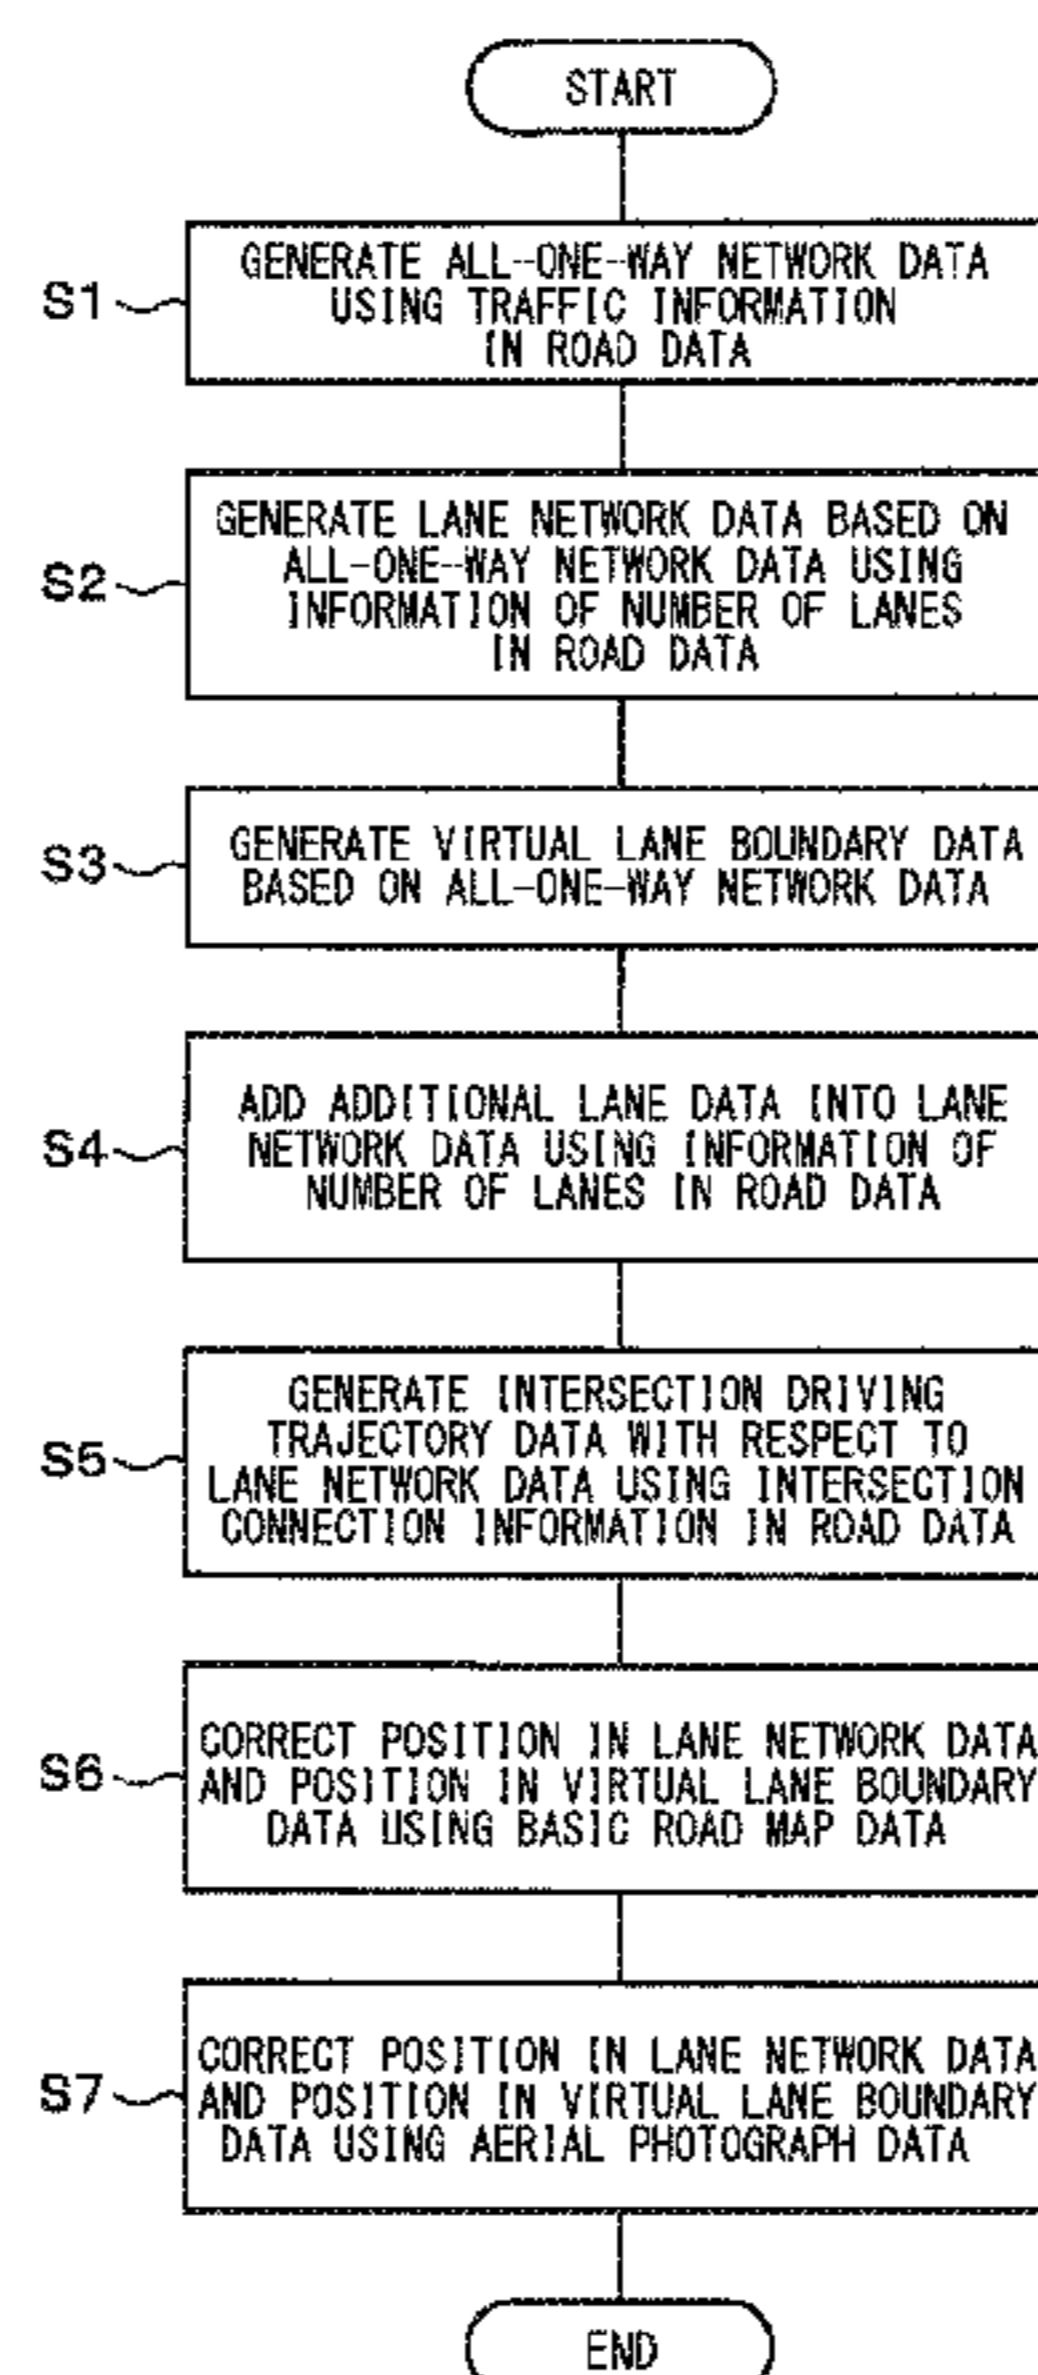 START
S1
GENERATE ALL-ONE-WAY NETWORK DATA
USING TRAFFIC INFORMATION
IN ROAD DATA
S2
GENERATE LANE NETWORK DATA BASED ON
ALL-ONE-WAY NETWORK DATA USING
INFORMATION OF NUMBER OF LANES
IN ROAD DATA
S3
GENERATE VIRTUAL LANE BOUNDARY DATA
BASED ON ALL-ONE-WAY NETWORK DATA
S4
ADD ADDITIONAL LANE DATA INTO LANE
NETWORK DATA USING INFORMATION OF
NUMBER OF LANES IN ROAD DATA
S5
GENERATE INTERSECTION DRIVING
TRAJECTORY DATA WITH RESPECT TO
LANE NETWORK DATA USING INTERSECTION
CONNECTION INFORMATION IN ROAD DATA
S6
CORRECT POSITION IN LANE NETWORK DATA
AND POSITION IN VIRTUAL LANE BOUNDARY
DATA USING BASIC ROAD MAP DATA
S7
CORRECT POSITION IN LANE NETWORK DATA
AND POSITION IN VIRTUAL LANE BOUNDARY
DATA USING AERIAL PHOTOGRAPH DATA
END